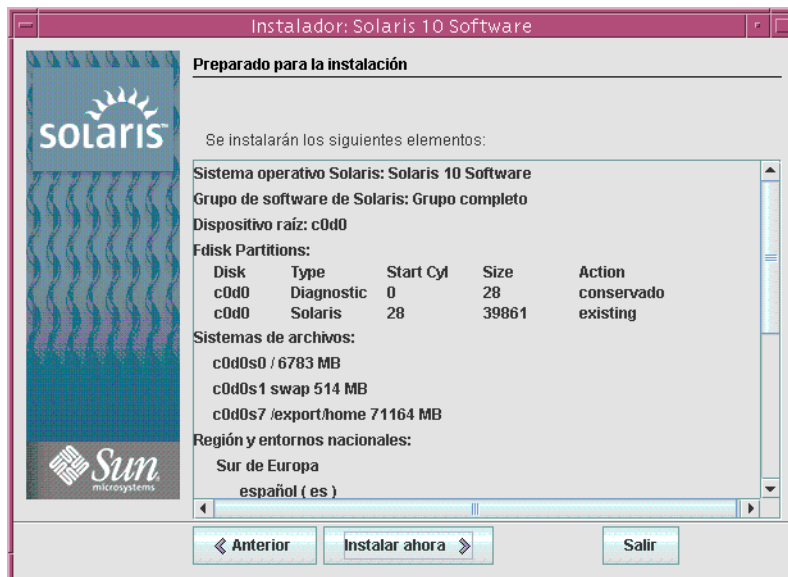 Instalador: Solaris 10 Software
solaris™
Preparado para la instalación
Se instalarán los siguientes elementos:
Sistema operativo Solaris: Solaris 10 Software
Grupo de software de Solaris: Grupo completo
Dispositivo raíz: c0d0
Fdisk Partitions:
Disk Type Start Cyl Size Action
c0d0 Diagnostic 0 28 conservado
c0d0 Solaris 28 39861 existing
Sistemas de archivos:
c0d0s0 / 6783 MB
c0d0s1 swap 514 MB
c0d0s7 /export/home 71164 MB
Región y entornos nacionales:
Sur de Europa
español ( es )
Sun
microsystems
Anterior
Instalar ahora
Salir